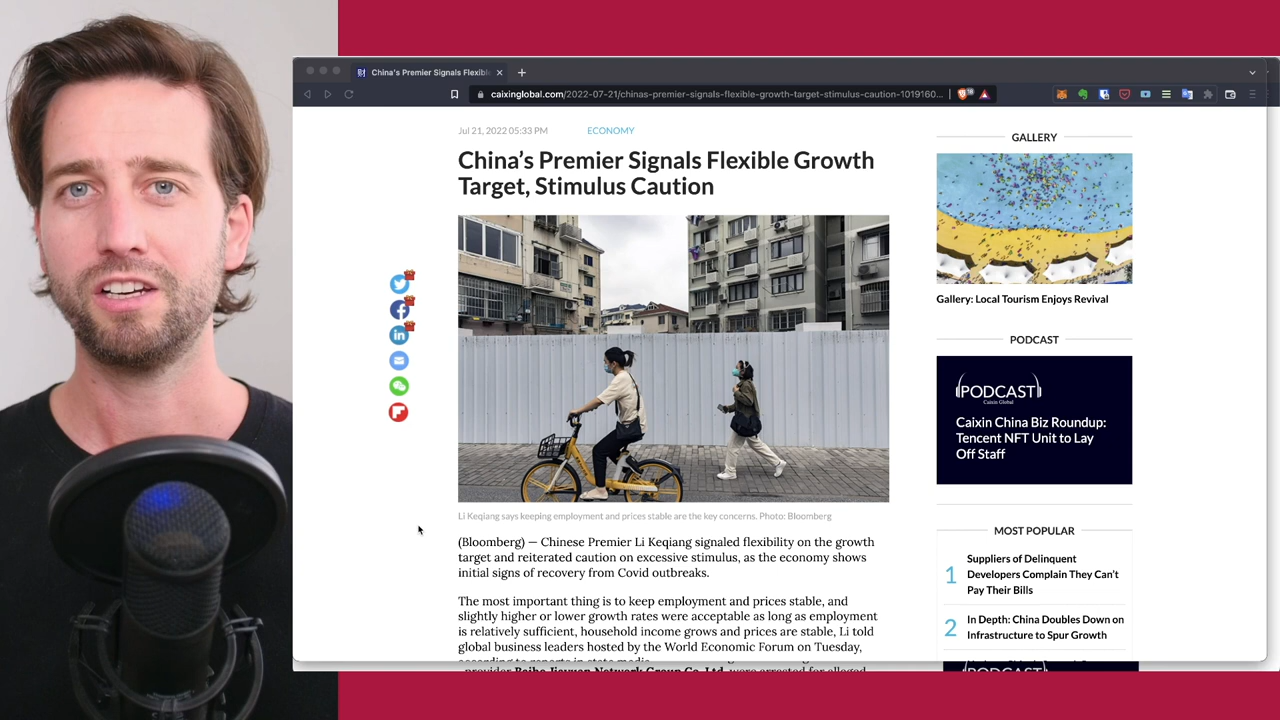 China's Premier Signals Flexibl
caixinglobal.com/2022-07-21/chinas-premier-signals-flexible-growth-target-stimulus-caution-1019160...
Jul 21, 2022 05:33 PM
ECONOMY
China's Premier Signals Flexible Growth
Target, Stimulus Caution
Li Keqiang says keeping employment and prices stable are the key concerns. Photo: Bloomberg
(Bloomberg) — Chinese Premier Li Keqiang signaled flexibility on the growth
target and reiterated caution on excessive stimulus, as the economy shows
initial signs of recovery from Covid outbreaks.
The most important thing is to keep employment and prices stable, and
slightly higher or lower growth rates were acceptable as long as employment
is relatively sufficient, household income grows and prices are stable, Li told
global business leaders hosted by the World Economic Forum on Tuesday,
according to reports in state media.
GALLERY
Gallery: Local Tourism Enjoys Revival
PODCAST
PODCAST
Caixin Global
Caixin China Biz Roundup:
Tencent NFT Unit to Lay
Off Staff
MOST POPULAR
1
Suppliers of Delinquent
Developers Complain They Can't
Pay Their Bills
2
In Depth: China Doubles Down on
Infrastructure to Spur Growth